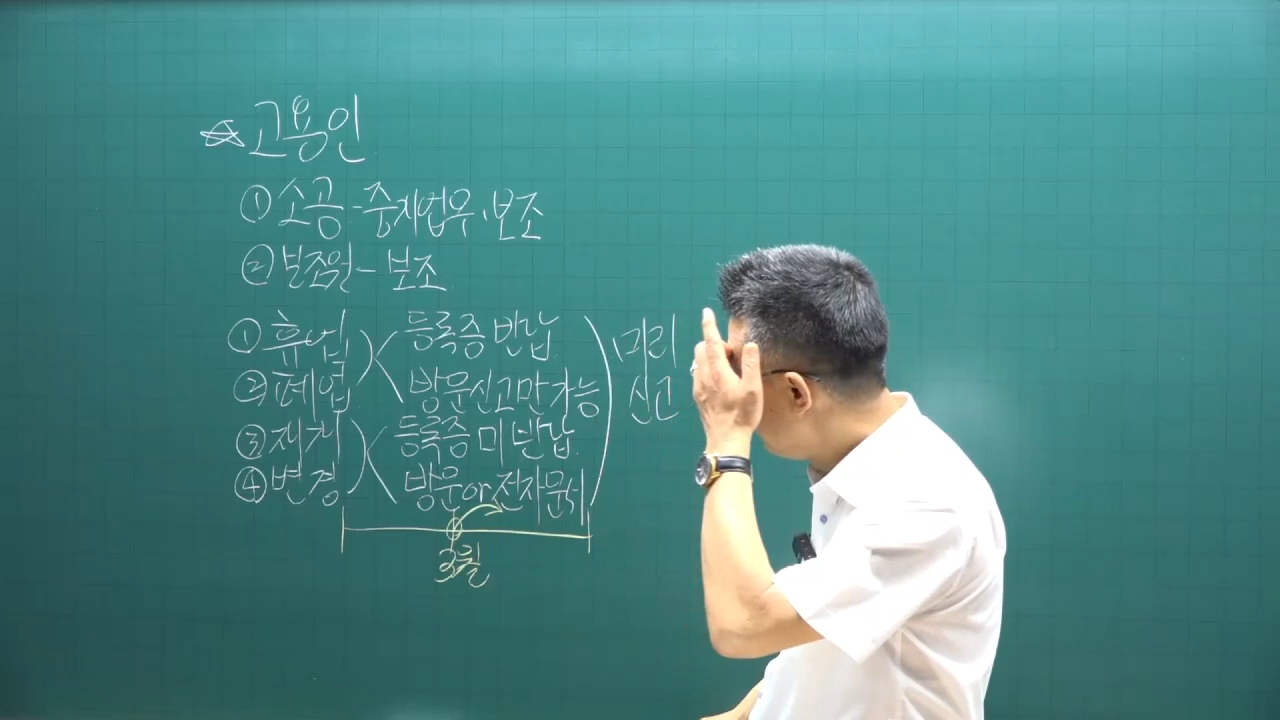 ☆고용인
①소공-중개업무·보조
②보조원-보조
①휴업 등록증 반납
②폐업 방문신고만 가능
③재개 등록증 미반납
④변경 방문or전자문서
미리
신고
3월